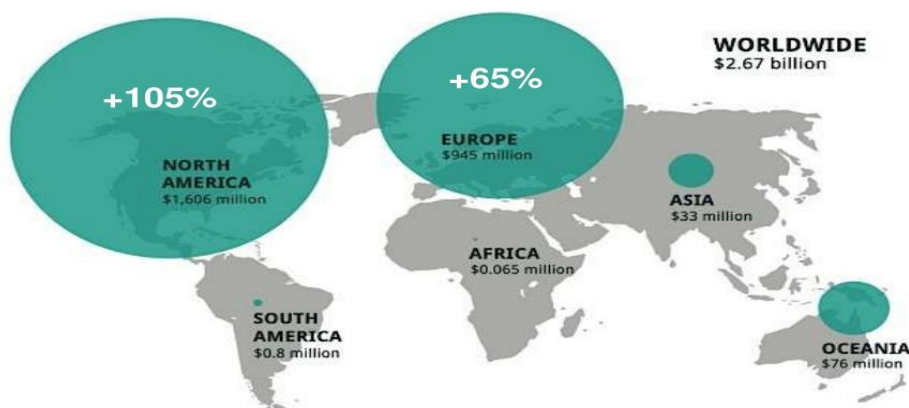 WORLDWIDE
$2.67 billion
+105%
+65%
NORTH
AMERICA
$1,606 million
EUROPE
$945 million
ASIA
$33 million
AFRICA
$0.065 million
SOUTH
AMERICA
$0.8 million
OCEANIA
$76 million